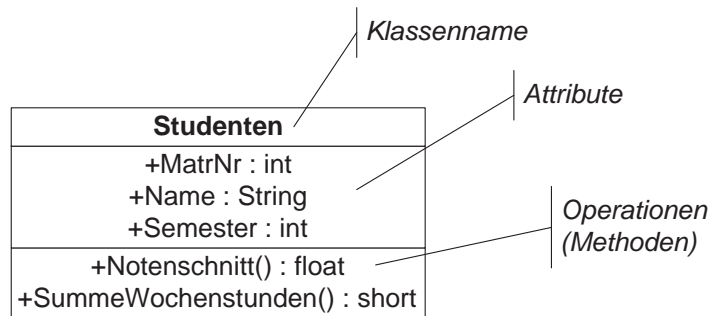 Klassenname
Attribute
Studenten
+MatrNr : int
+Name : String
+Semester : int
Operationen
(Methoden)
+Notenschnitt() : float
+SummeWochenstunden() : short